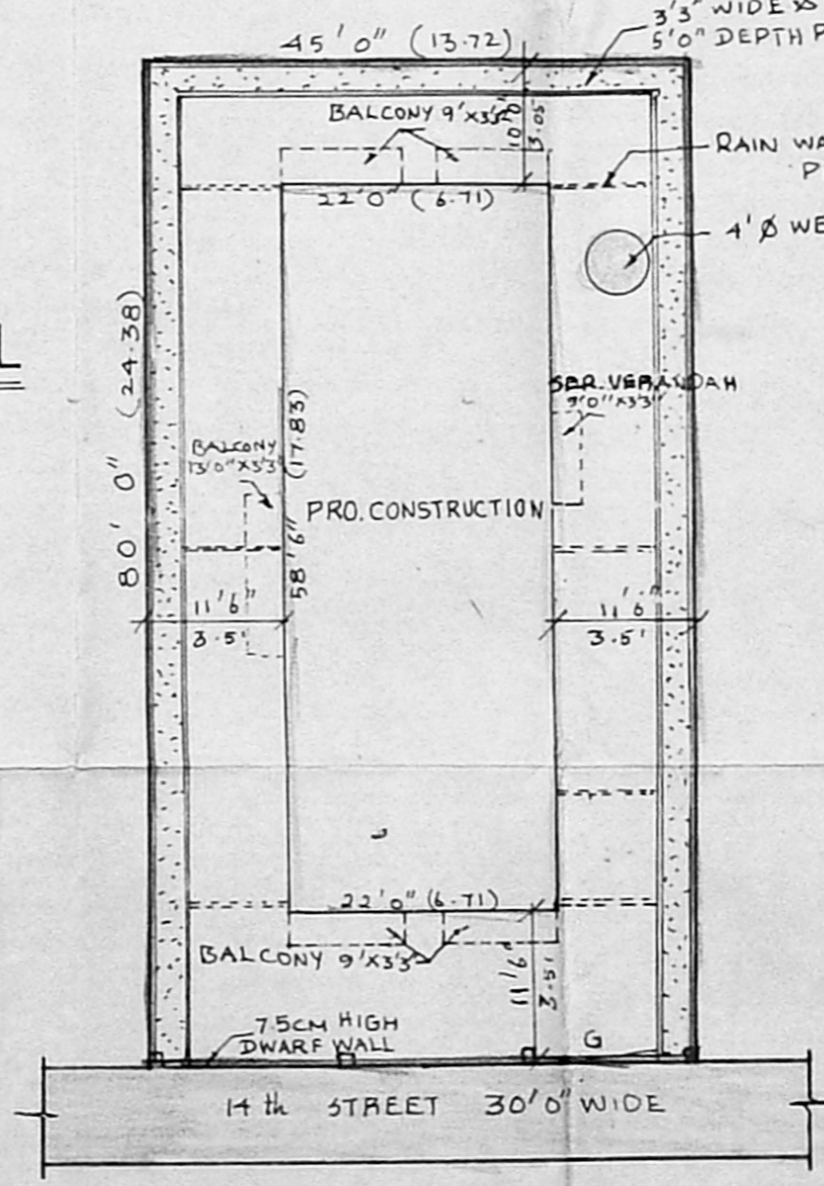 45'0" (13.72)
3'3" WIDE &
5'0" DEPTH P
BALCONY 9'X3'3"
10'0"
3.05
RAIN WA
P
22'0" (6.71)
4'Ø WE
80'0" (24.38)
SER. VERANDAH
9'0"X3'3"
BALCONY
13'0"X3'3"
58'6" (17.83)
PRO. CONSTRUCTION
11'6"
3.5'
11'6"
3.5'
22'0" (6.71)
BALCONY 9'X3'3"
11'6"
3.5'
7.5CM HIGH
DWARF WALL
G
14th STREET 30'0" WIDE